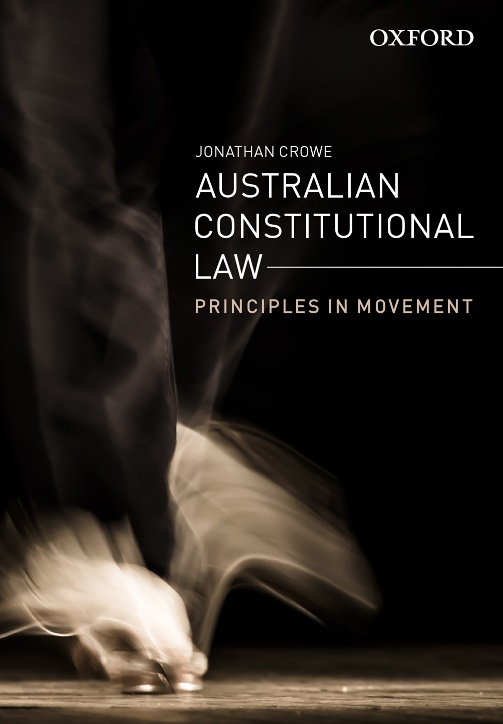 OXFORD
JONATHAN CROWE
AUSTRALIAN
CONSTITUTIONAL
LAW
PRINCIPLES IN MOVEMENT